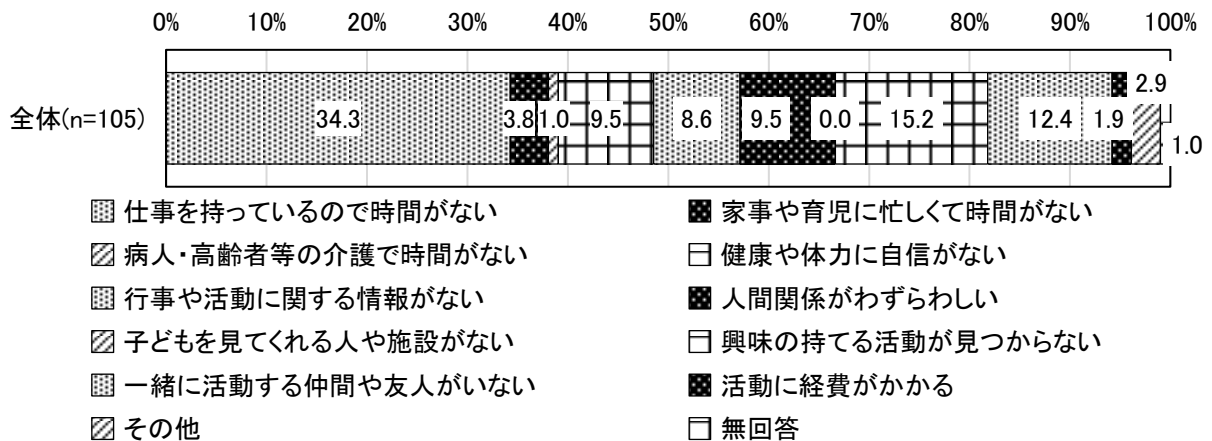 0% 10% 20% 30% 40% 50% 60% 70% 80% 90% 100%
2.9
全体(n=105) 34.3 3.8 1.0 9.5 8.6 9.5 0.0 15.2 12.4 1.9
1.0
仕事を持っているので時間がない 家事や育児に忙しくて時間がない
病人・高齢者等の介護で時間がない 健康や体力に自信がない
行事や活動に関する情報がない 人間関係がわずらわしい
子どもを見てくれる人や施設がない 興味の持てる活動が見つからない
一緒に活動する仲間や友人がいない 活動に経費がかかる
その他 無回答